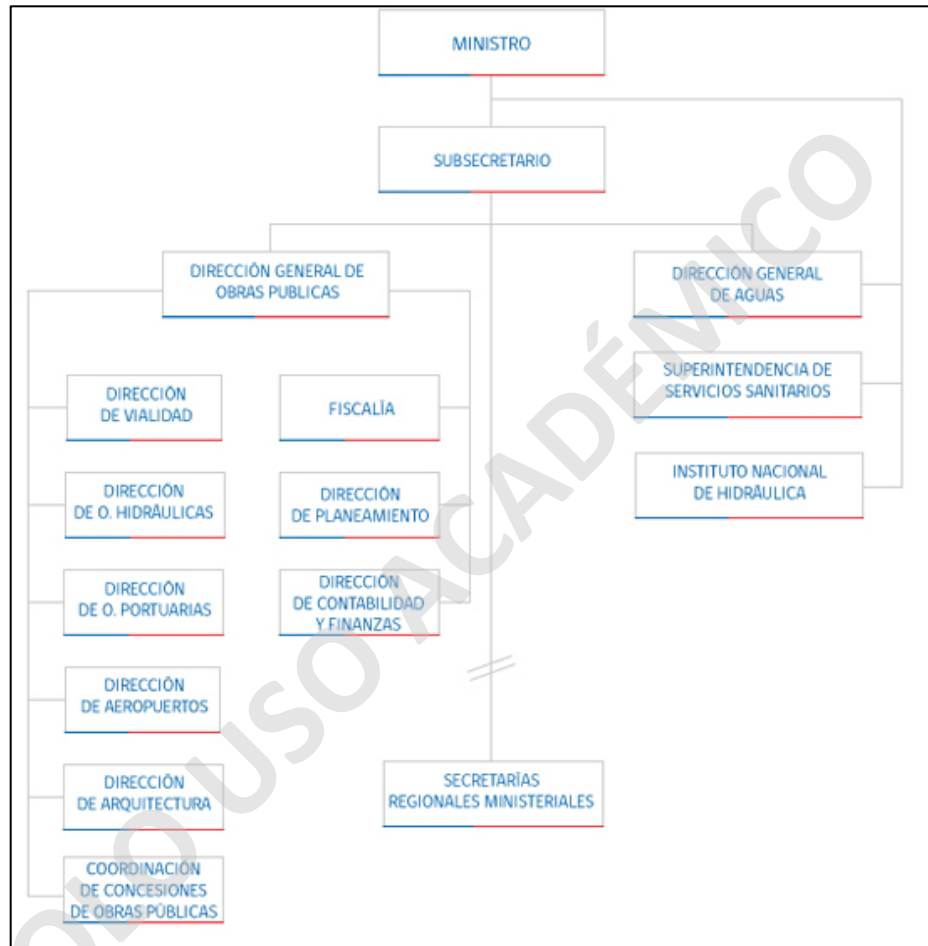 MINISTRO
SUBSECRETARIO
DIRECCIÓN GENERAL DE
OBRAS PUBLICAS
DIRECCIÓN GENERAL
DE AGUAS
SUPERINTENDENCIA DE
SERVICIOS SANITARIOS
INSTITUTO NACIONAL
DE HIDRÁULICA
DIRECCIÓN
DE VIALIDAD
DIRECCIÓN
DE O. HIDRÁULICAS
DIRECCIÓN
DE O. PORTUARIAS
DIRECCIÓN
DE AEROPUERTOS
DIRECCIÓN
DE ARQUITECTURA
COORDINACIÓN
DE CONCESIONES
DE OBRAS PÚBLICAS
FISCALÍA
DIRECCIÓN
DE PLANEAMIENTO
DIRECCIÓN
DE CONTABILIDAD
Y FINANZAS
SECRETARÍAS
REGIONALES MINISTERIALES
SOLO USO ACADÉMICO